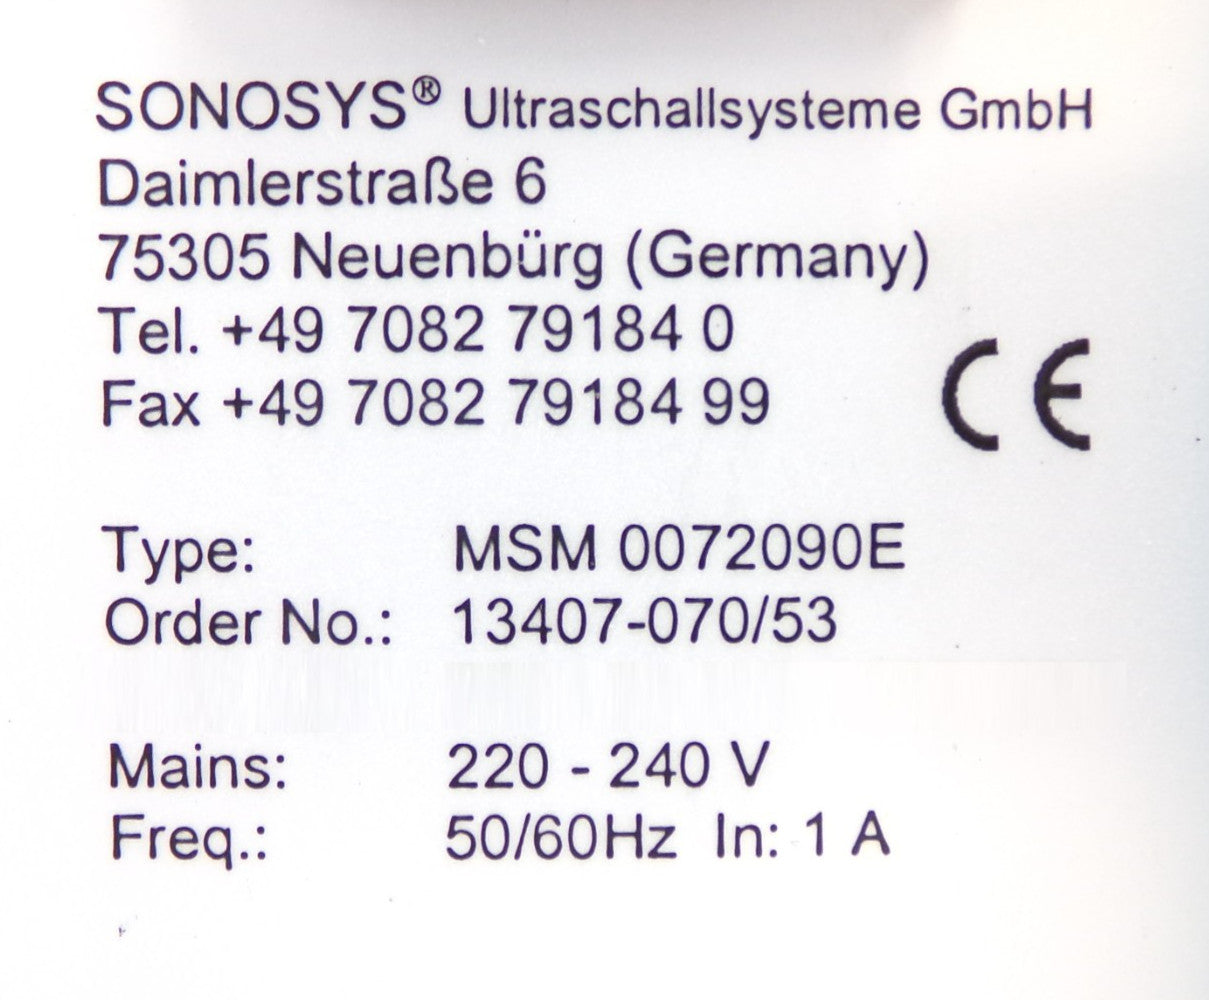 SONOSYS® Ultraschallsysteme GmbH
Daimlerstraße 6
75305 Neuenbürg (Germany)
Tel. +49 7082 79184 0
Fax +49 7082 79184 99
CE
Type: MSM 0072090E
Order No.: 13407-070/53
Mains: 220 - 240 V
Freq.: 50/60Hz In: 1 A